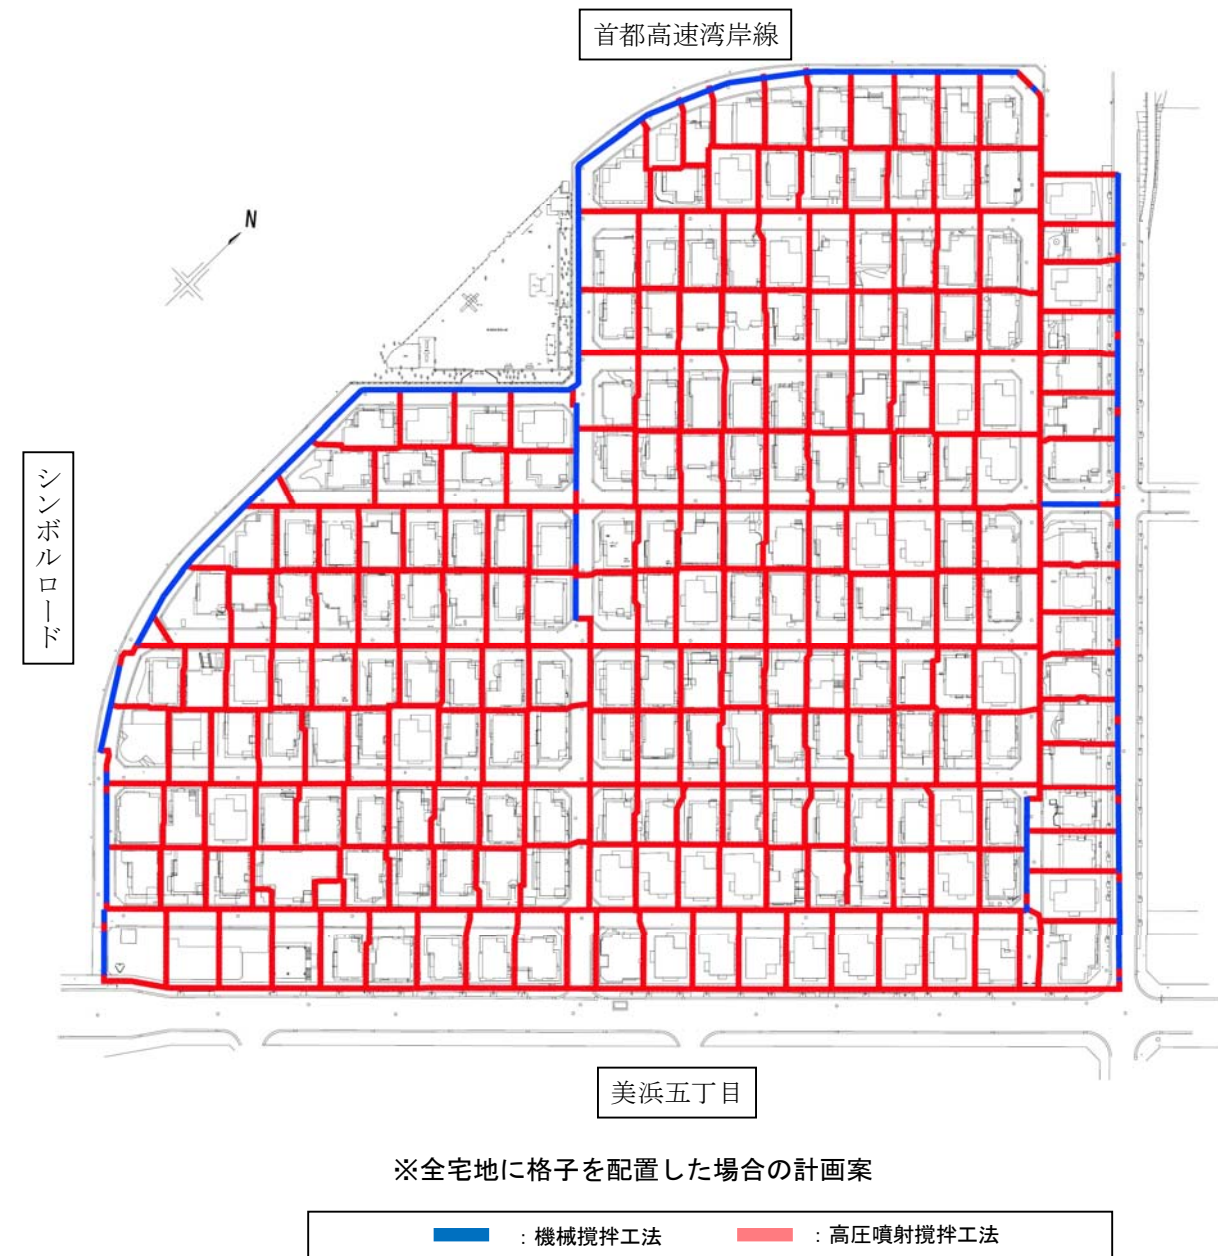 首都高速湾岸線
N
シンボルロード
美浜五丁目
※全宅地に格子を配置した場合の計画案
：機械撹拌工法　：高圧噴射撹拌工法